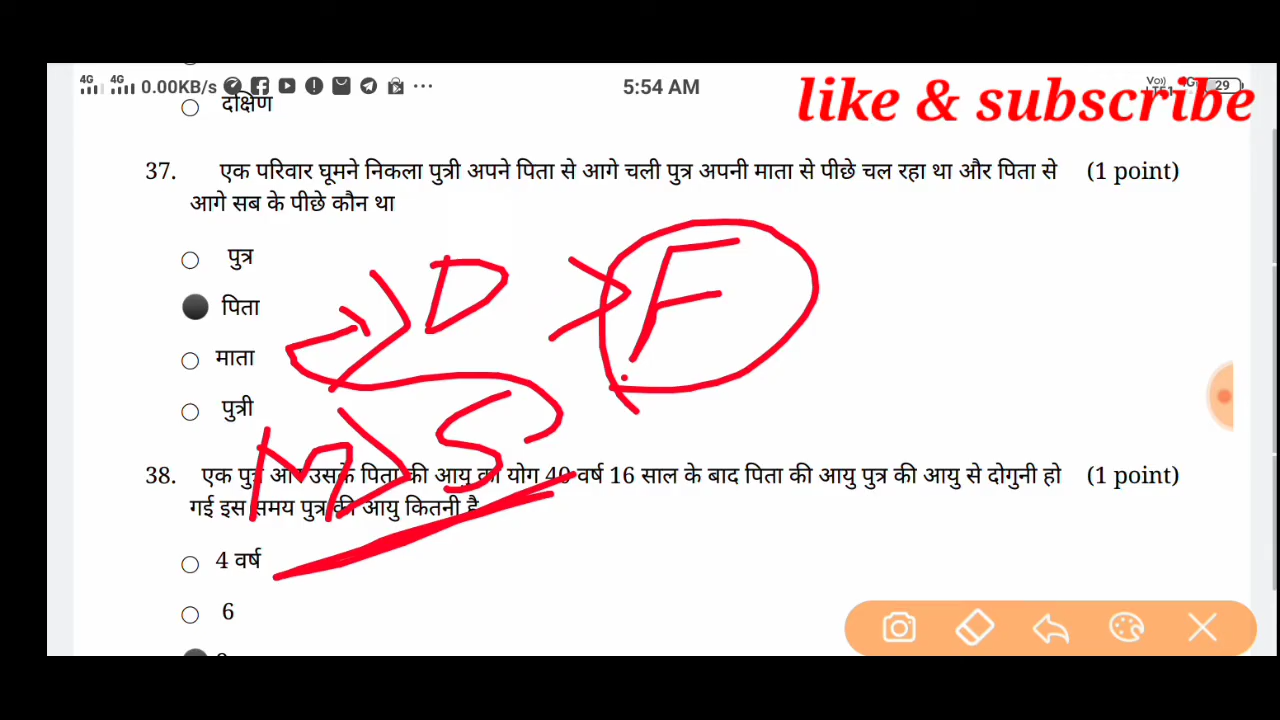 4G 4G 0.00KB/s ... 5:54 AM 29
like & subscribe
दक्षिण
37. एक परिवार घूमने निकला पुत्री अपने पिता से आगे चली पुत्र अपनी माता से पीछे चल रहा था और पिता से (1 point)
आगे सब के पीछे कौन था
पुत्र
पिता
माता
पुत्री
D > F
M > S
38. एक पुत्र और उसके पिता की आयु का योग 40 वर्ष 16 साल के बाद पिता की आयु पुत्र की आयु से दोगुनी हो (1 point)
गई इस समय पुत्र की आयु कितनी है
4 वर्ष
6